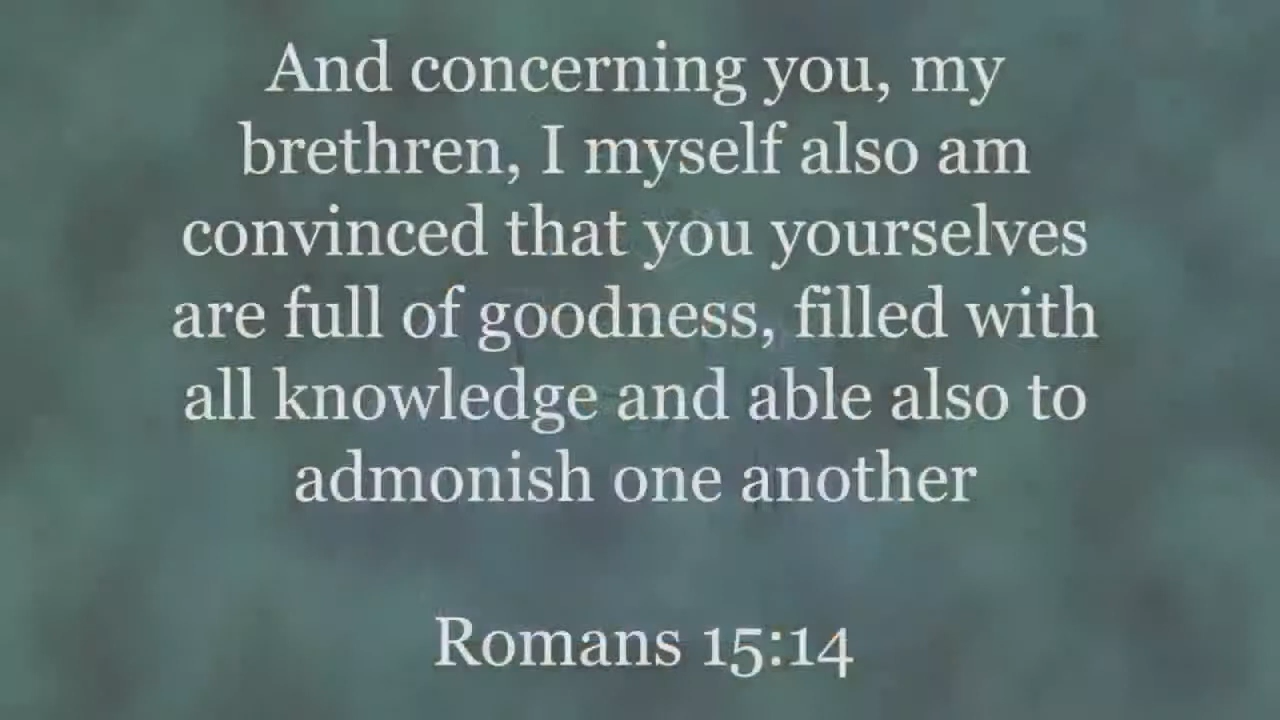 And concerning you, my
brethren, I myself also am
convinced that you yourselves
are full of goodness, filled with
all knowledge and able also to
admonish one another
Romans 15:14